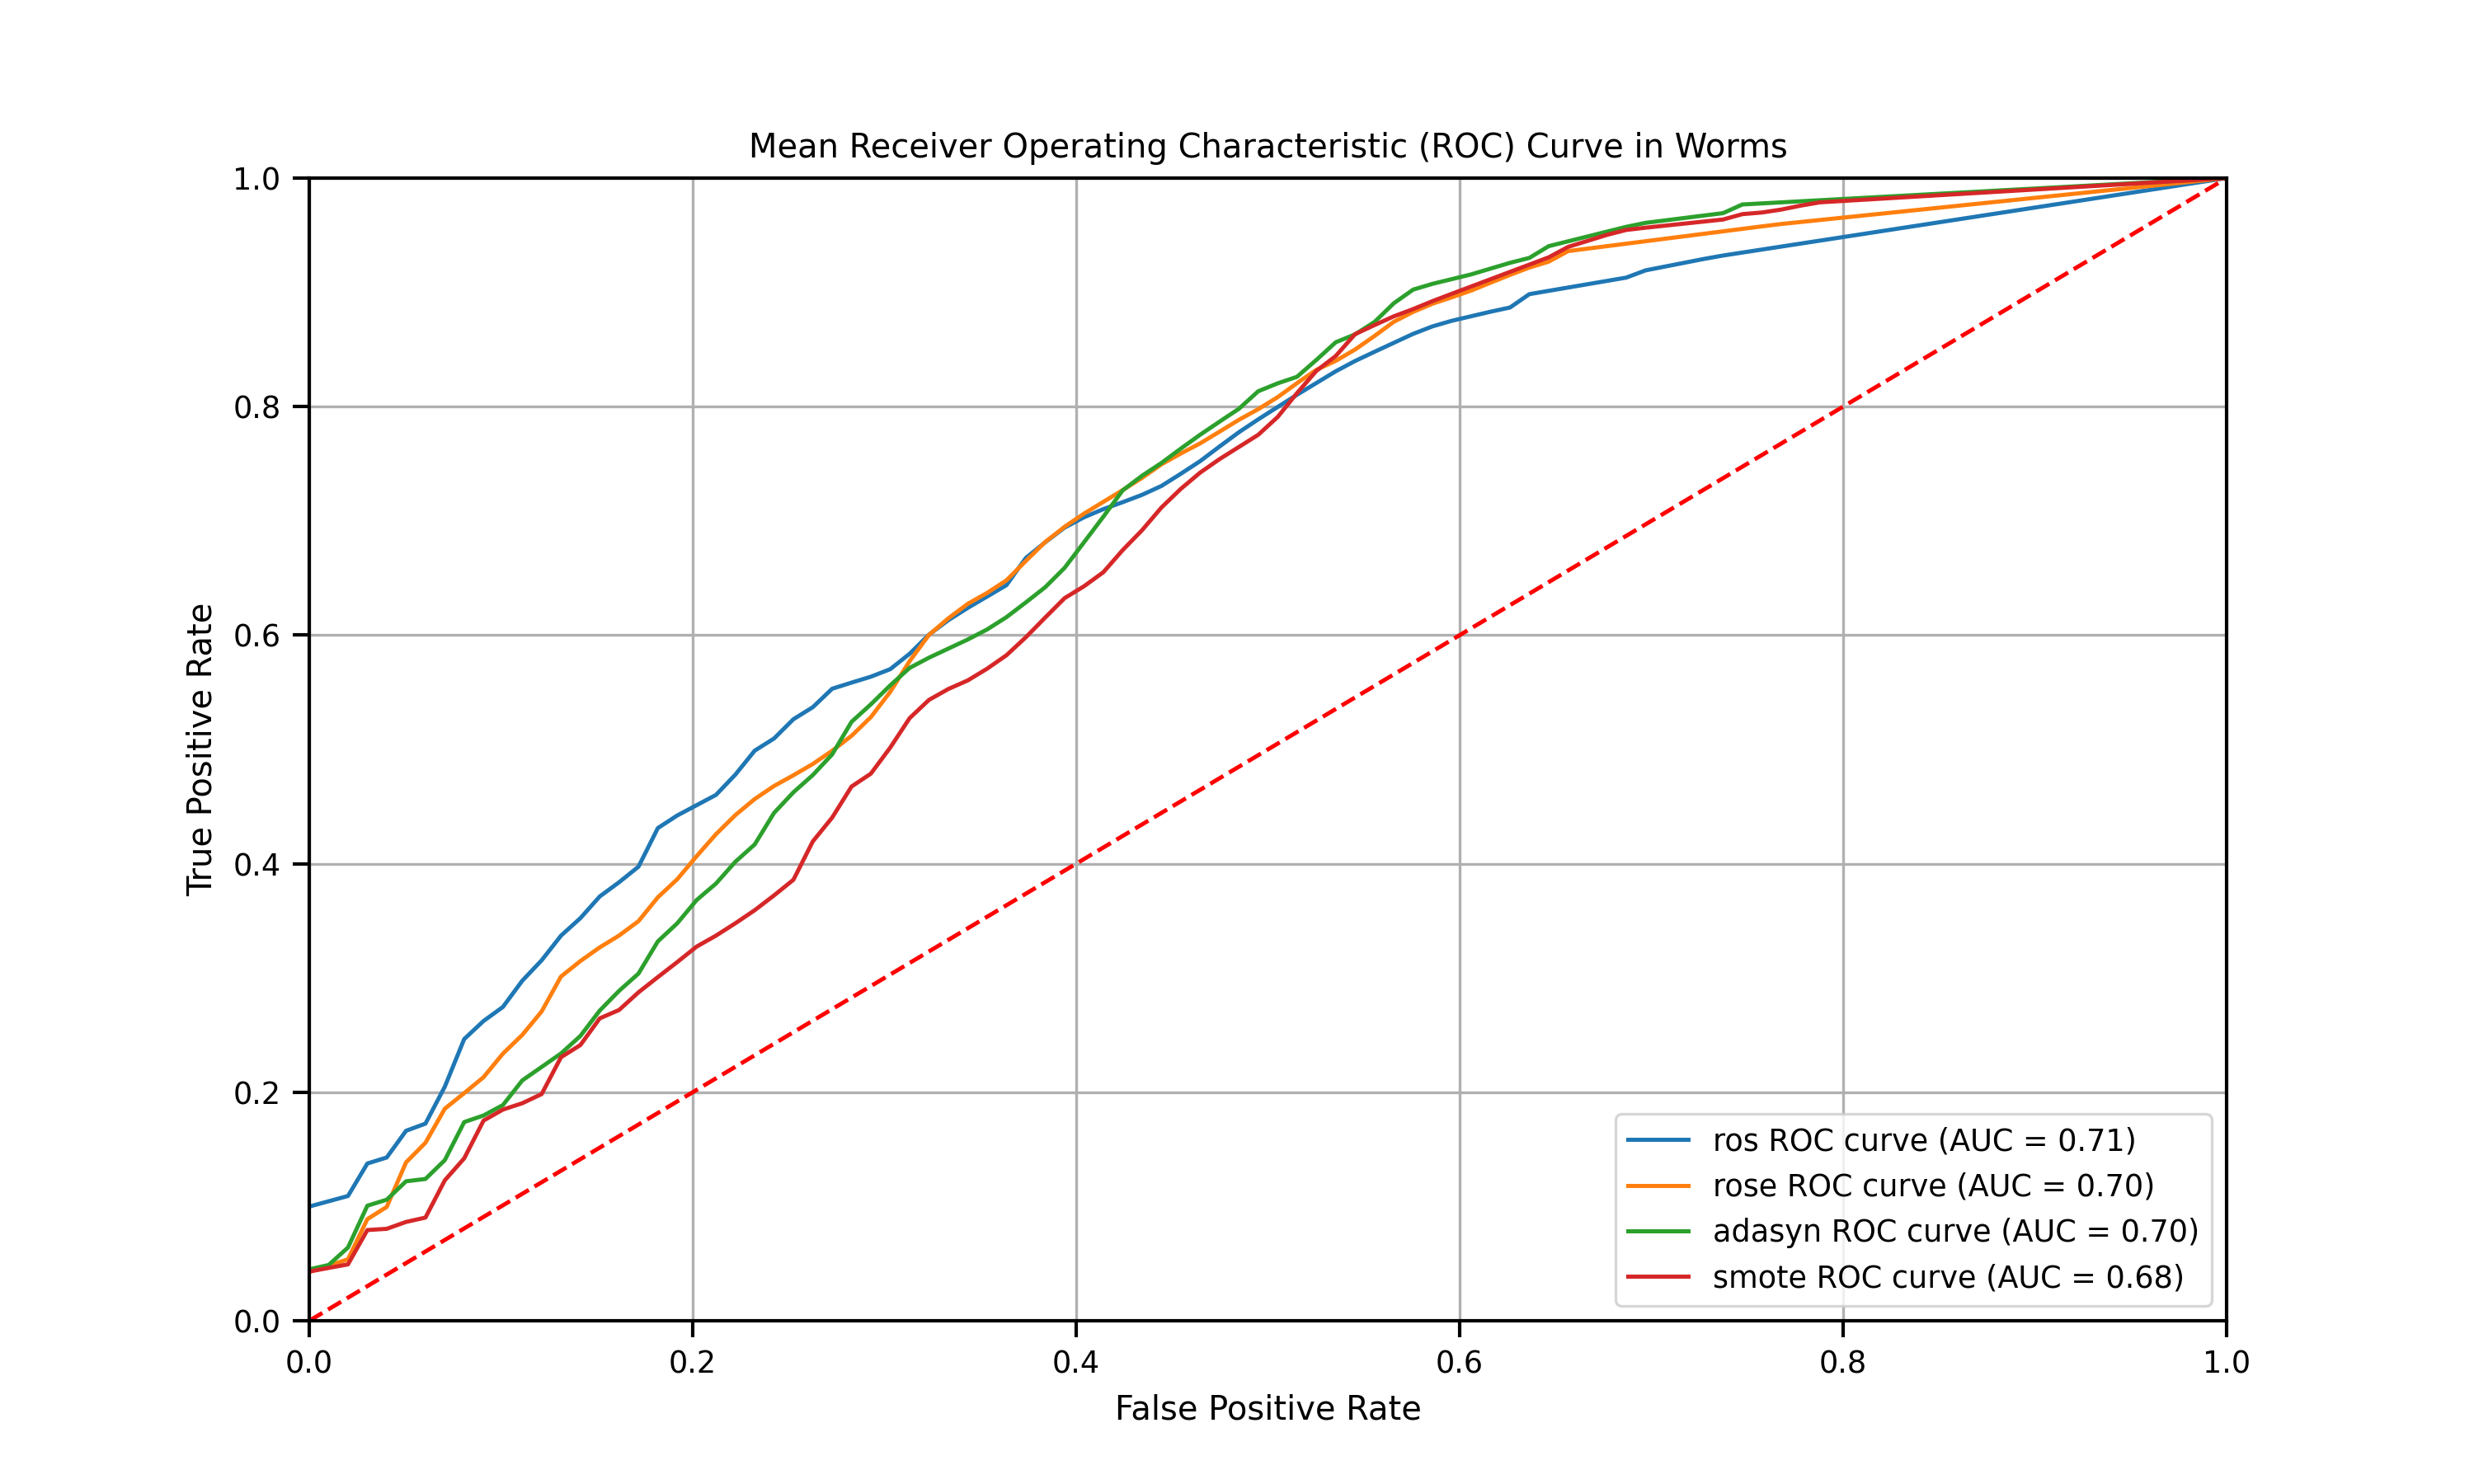 Mean Receiver Operating Characteristic (ROC) Curve in Worms
1.0
0.8
0.6
0.4
0.2
0.0
True Positive Rate
0.0 0.2 0.4 0.6 0.8 1.0
False Positive Rate
ros ROC curve (AUC = 0.71)
rose ROC curve (AUC = 0.70)
adasyn ROC curve (AUC = 0.70)
smote ROC curve (AUC = 0.68)